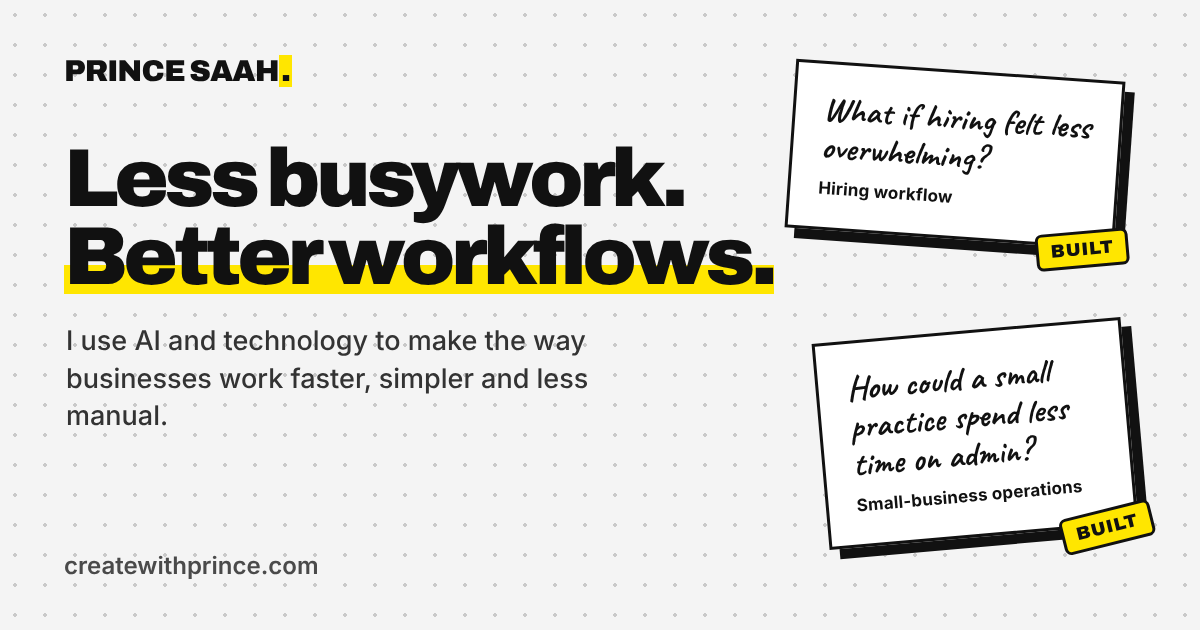 PRINCE SAAH.
Less busywork.
Better workflows.
I use AI and technology to make the way
businesses work faster, simpler and less
manual.
createwithprince.com
What if hiring felt less
overwhelming?
Hiring workflow
BUILT
How could a small
practice spend less
time on admin?
Small-business operations
BUILT